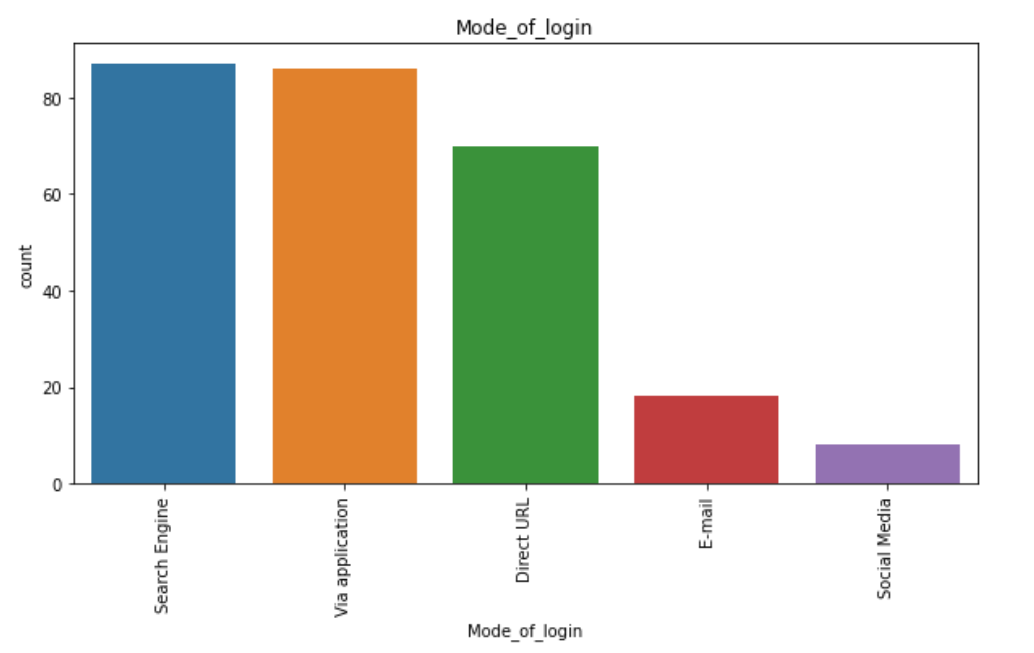 Mode_of_login
80
60
40
20
0
count
Search Engine
Via application
Direct URL
E-mail
Social Media
Mode_of_login